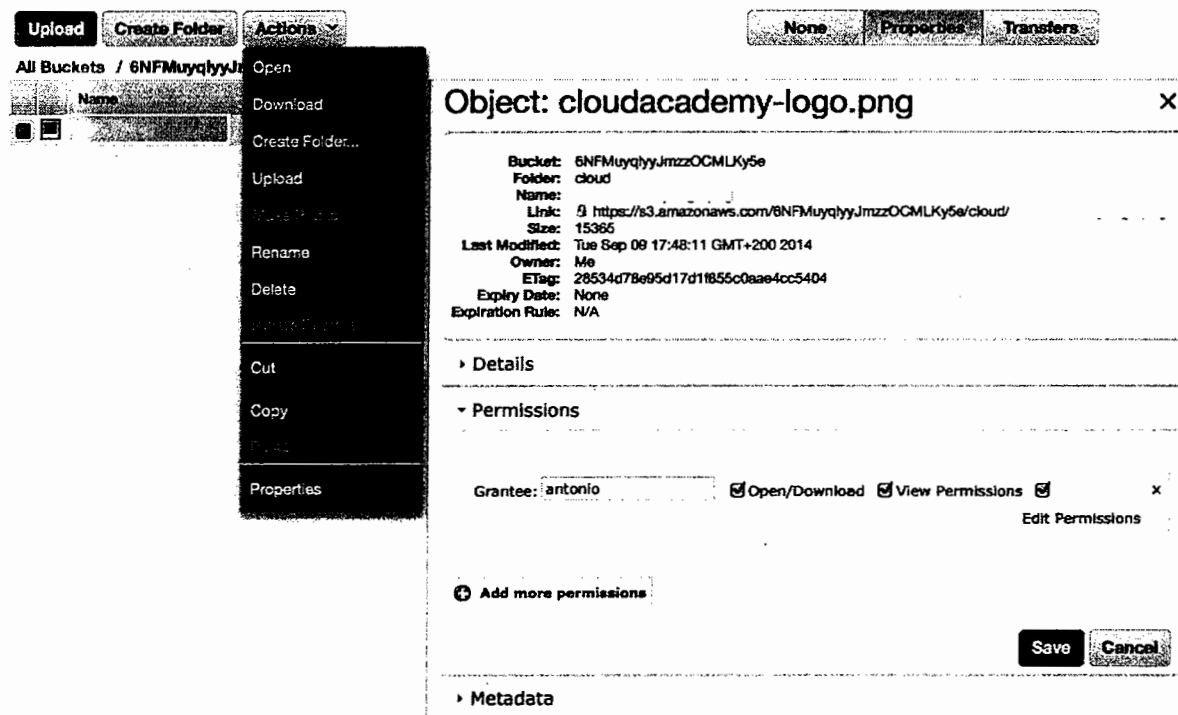 Upload Create Folder Actions None Properties Transfers
All Buckets / 6NFMuyqlyyJ
Name
Open
Download
Create Folder...
Upload
Rename
Delete
Cut
Copy
Properties
Object: cloudacademy-logo.png ×
Bucket: 6NFMuyqlyyJmzzOCMLKy5e
Folder: cloud
Name:
Link: https://s3.amazonaws.com/6NFMuyqlyyJmzzOCMLKy5e/cloud/
Size: 15365
Last Modified: Tue Sep 09 17:48:11 GMT+200 2014
Owner: Me
ETag: 28534d78e95d17d1f855c0aae4cc5404
Expiry Date: None
Expiration Rule: N/A
Details
Permissions
Grantee: antonio Open/Download View Permissions ×
Edit Permissions
Add more permissions
Save Cancel
Metadata